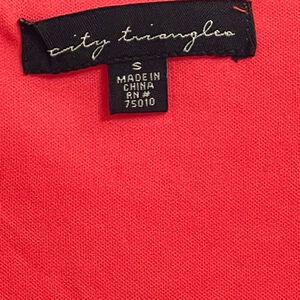 city triangles
S
MADE IN
CHINA
RN #
75010